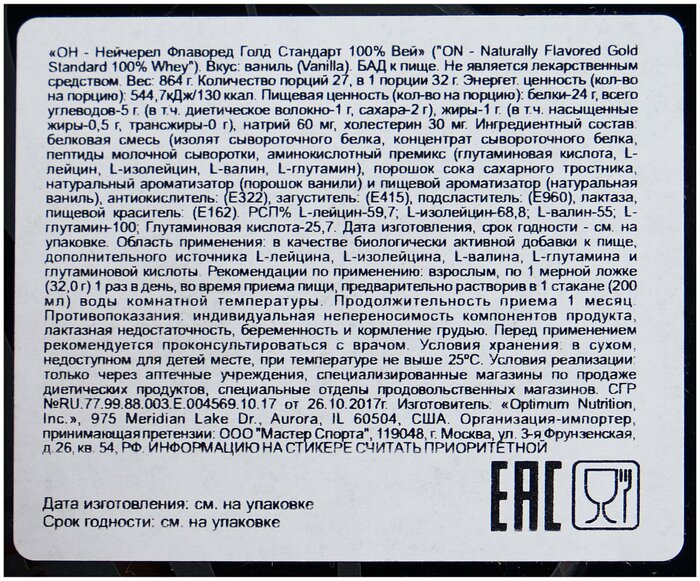 «ОН - Нейчерел Флаворед Голд Стандарт 100% Вей» ("ON - Naturally Flavored Gold
Standard 100% Whey"). Вкус: ваниль (Vanilla). БАД к пище. Не является лекарственным
средством. Вес: 864 г. Количество порций 27, в 1 порции 32 г. Энергет. ценность (кол-во
на порцию): 544,7кДж/130 ккал. Пищевая ценность (кол-во на порцию): белки-24 г, всего
углеводов-5 г. (в т.ч. диетическое волокно-1 г, сахара-2 г), жиры-1 г. (в т.ч. насыщенные
жиры-0,5 г, трансжиры-0 г), натрий 60 мг, холестерин 30 мг. Ингредиентный состав:
белковая смесь (изолят сывороточного белка, концентрат сывороточного белка,
пептиды молочной сыворотки, аминокислотный премикс (глутаминовая кислота, L-
лейцин, L-изолейцин, L-валин, L-глутамин), порошок сока сахарного тростника,
натуральный ароматизатор (порошок ванили) и пищевой ароматизатор (натуральная
ваниль), антиокислитель: (Е322), загуститель: (Е415), подсластитель: (Е960), лактаза,
пищевой краситель: (Е162). РСП% L-лейцин-59,7; L-изолейцин-68,8; L-валин-55; L-
глутамин-100; Глутаминовая кислота-25,7. Дата изготовления, срок годности - см. на
упаковке. Область применения: в качестве биологически активной добавки к пище,
дополнительного источника L-лейцина, L-изолейцина, L-валина, L-глутамина и
глутаминовой кислоты. Рекомендации по применению: взрослым, по 1 мерной ложке
(32,0 г) 1 раз в день, во время приема пищи, предварительно растворив в 1 стакане (200
мл) воды комнатной температуры. Продолжительность приема 1 месяц.
Противопоказания: индивидуальная непереносимость компонентов продукта,
лактазная недостаточность, беременность и кормление грудью. Перед применением
рекомендуется проконсультироваться с врачом. Условия хранения: в сухом,
недоступном для детей месте, при температуре не выше 25ºС. Условия реализации:
только через аптечные учреждения, специализированные магазины по продаже
диетических продуктов, специальные отделы продовольственных магазинов. СГР
№RU.77.99.88.003.Е.004569.10.17 от 26.10.2017г. Изготовитель: «Optimum Nutrition,
Inc.», 975 Meridian Lake Dr., Aurora, IL 60504, США. Организация-импортер,
принимающая претензии: ООО "Мастер Спорта", 119048, г. Москва, ул. 3-я Фрунзенская,
д.26, кв. 54, РФ. ИНФОРМАЦИЮ НА СТИКЕРЕ СЧИТАТЬ ПРИОРИТЕТНОЙ
Дата изготовления: см. на упаковке
Срок годности: см. на упаковке
ЕАС